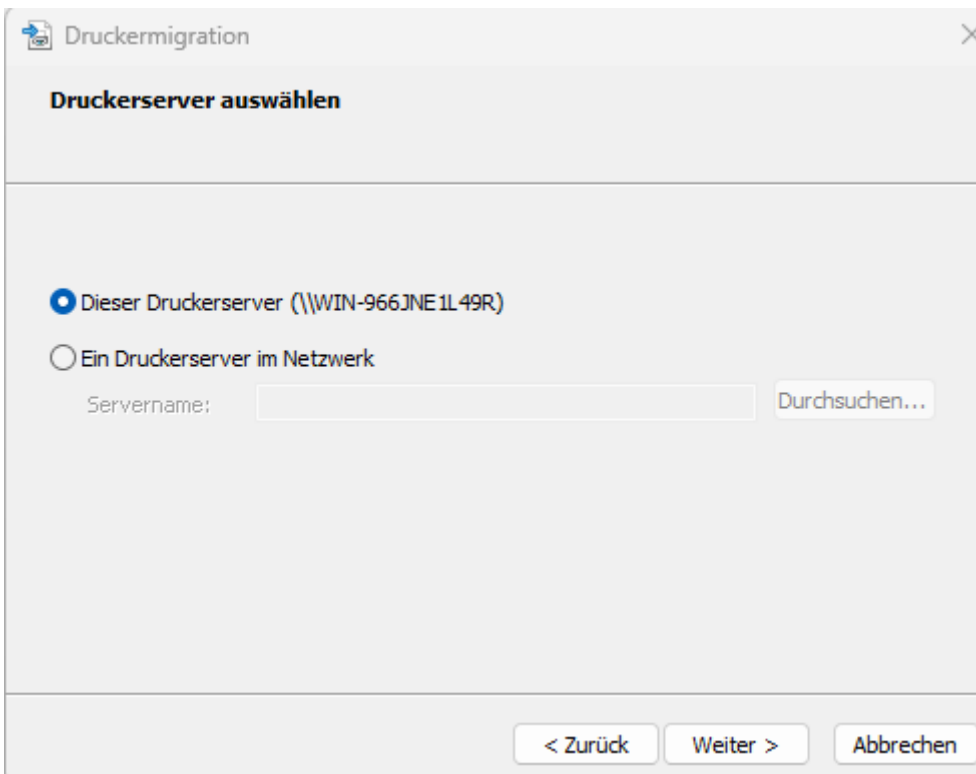 Druckermigration
Druckerserver auswählen
Dieser Druckerserver (\\WIN-966JNE1L49R)
Ein Druckerserver im Netzwerk
Servername:
Durchsuchen...
< Zurück
Weiter >
Abbrechen